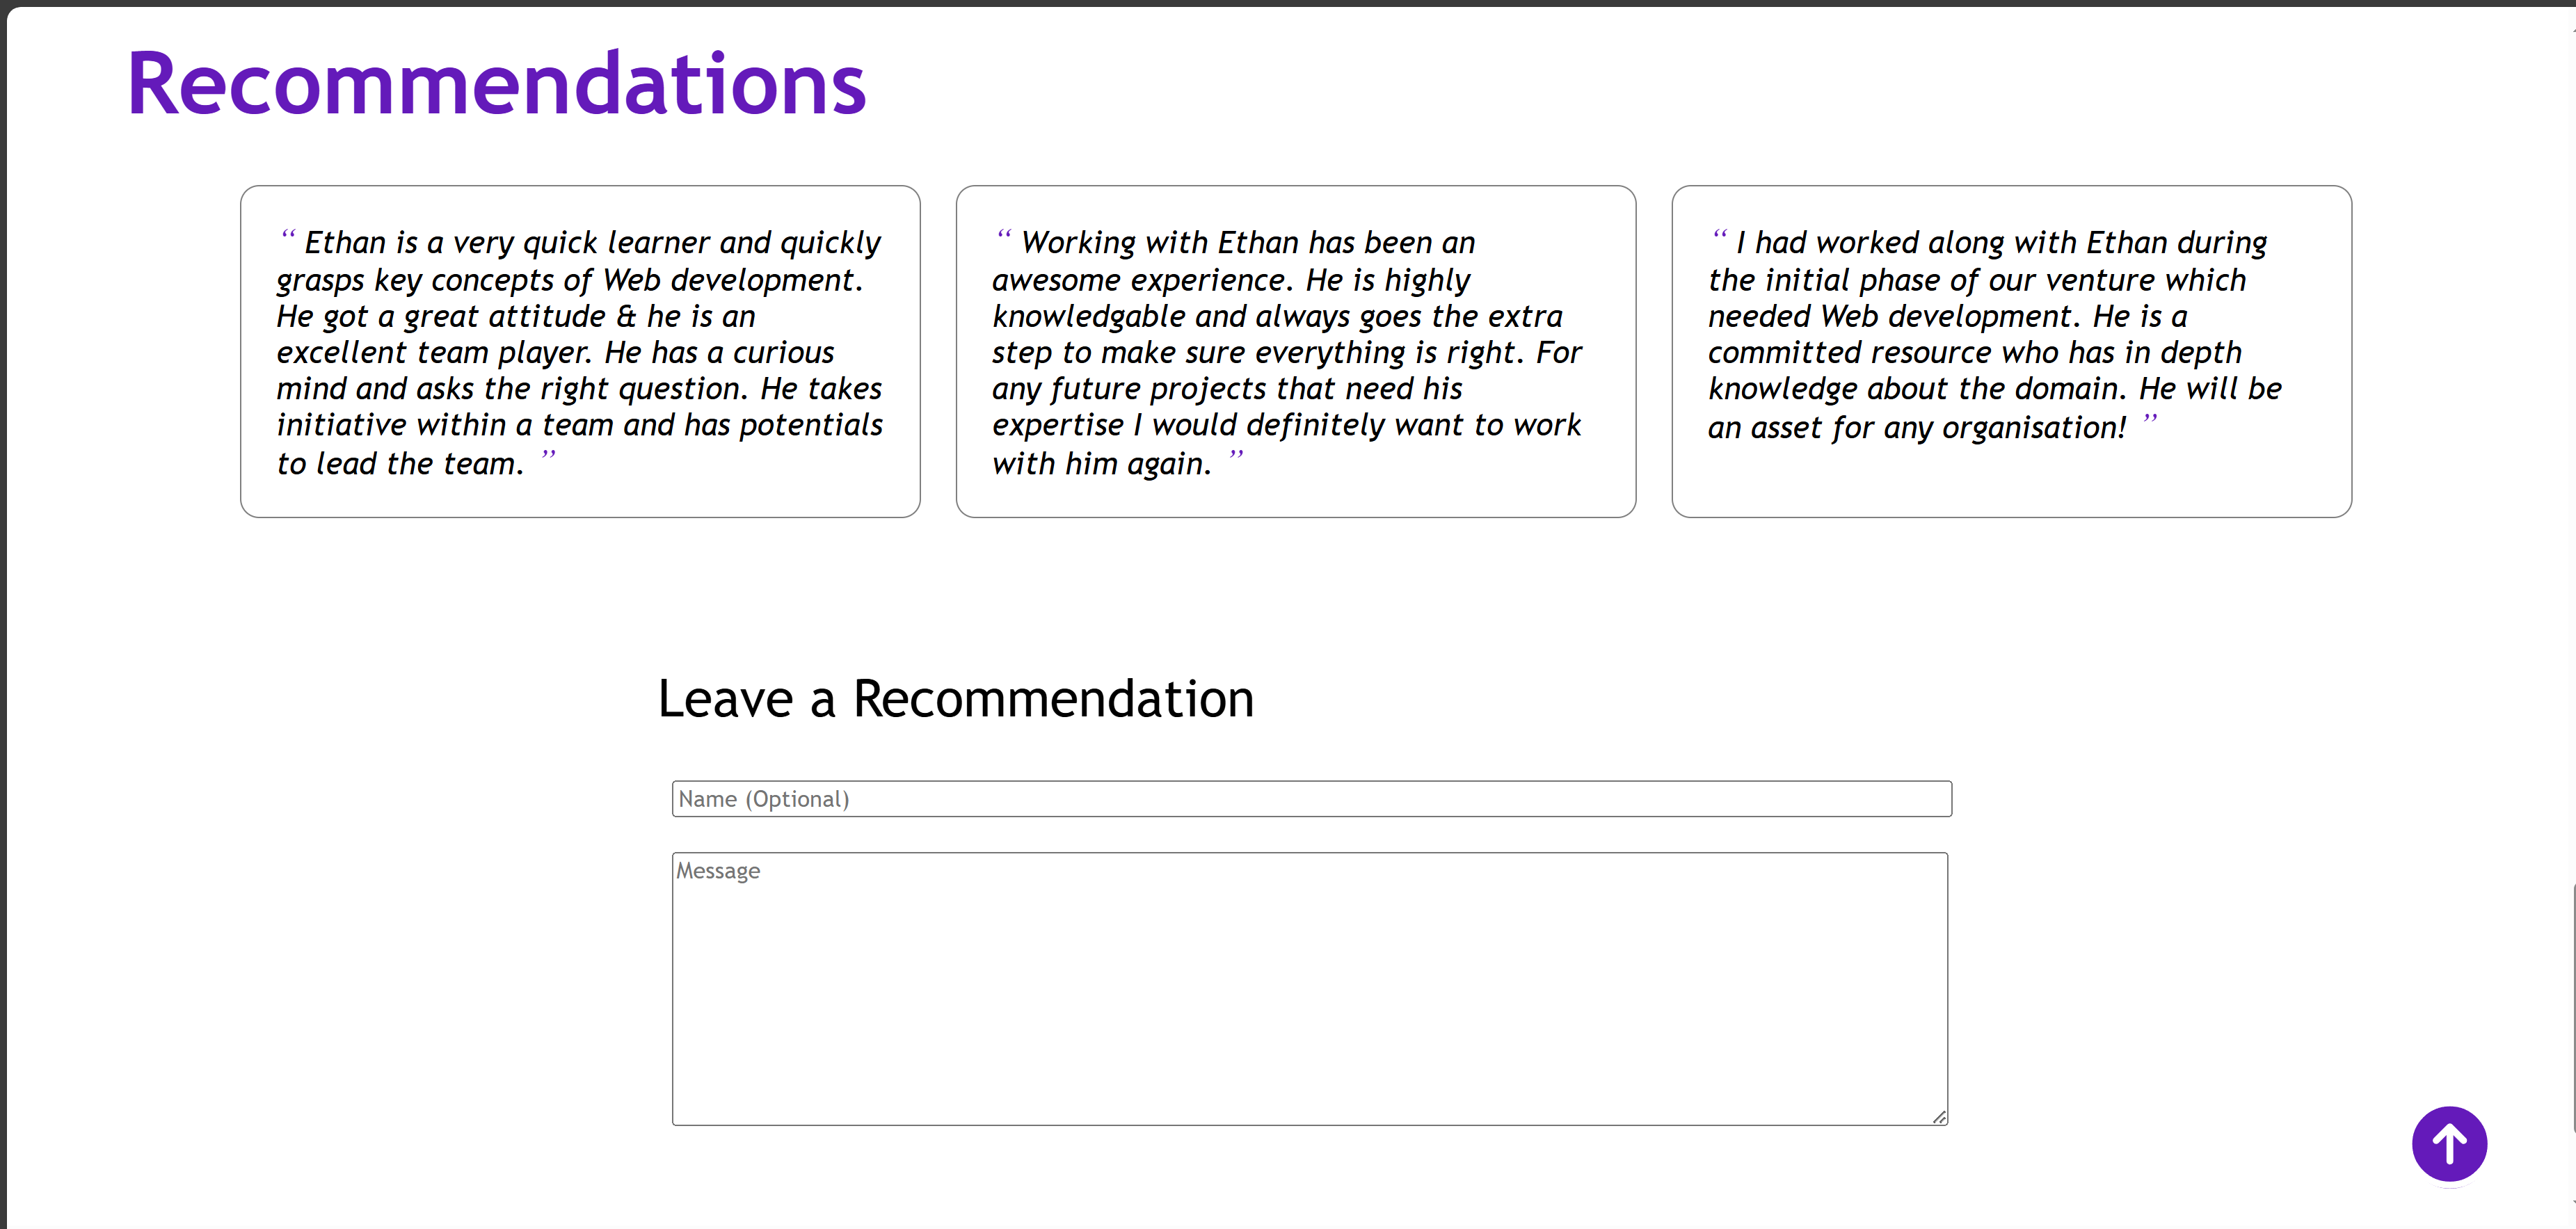 Recommendations
“ Ethan is a very quick learner and quickly
grasps key concepts of Web development.
He got a great attitude & he is an
excellent team player. He has a curious
mind and asks the right question. He takes
initiative within a team and has potentials
to lead the team. ”
“ Working with Ethan has been an
awesome experience. He is highly
knowledgable and always goes the extra
step to make sure everything is right. For
any future projects that need his
expertise I would definitely want to work
with him again. ”
“ I had worked along with Ethan during
the initial phase of our venture which
needed Web development. He is a
committed resource who has in depth
knowledge about the domain. He will be
an asset for any organisation! ”
Leave a Recommendation
Name (Optional)
Message